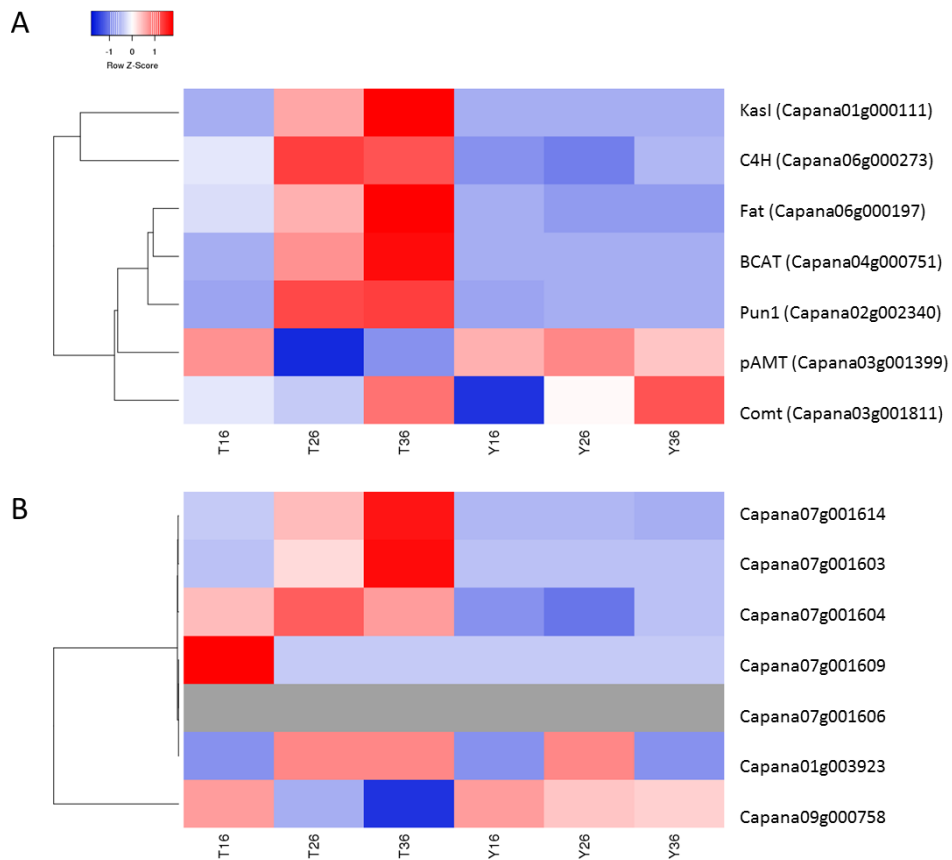 A
-1 0 1
Row Z-Score
KasI (Capana01g000111)
C4H (Capana06g000273)
Fat (Capana06g000197)
BCAT (Capana04g000751)
Pun1 (Capana02g002340)
pAMT (Capana03g001399)
Comt (Capana03g001811)
T16 T26 T36 Y16 Y26 Y36
B
Capana07g001614
Capana07g001603
Capana07g001604
Capana07g001609
Capana07g001606
Capana01g003923
Capana09g000758
T16 T26 T36 Y16 Y26 Y36